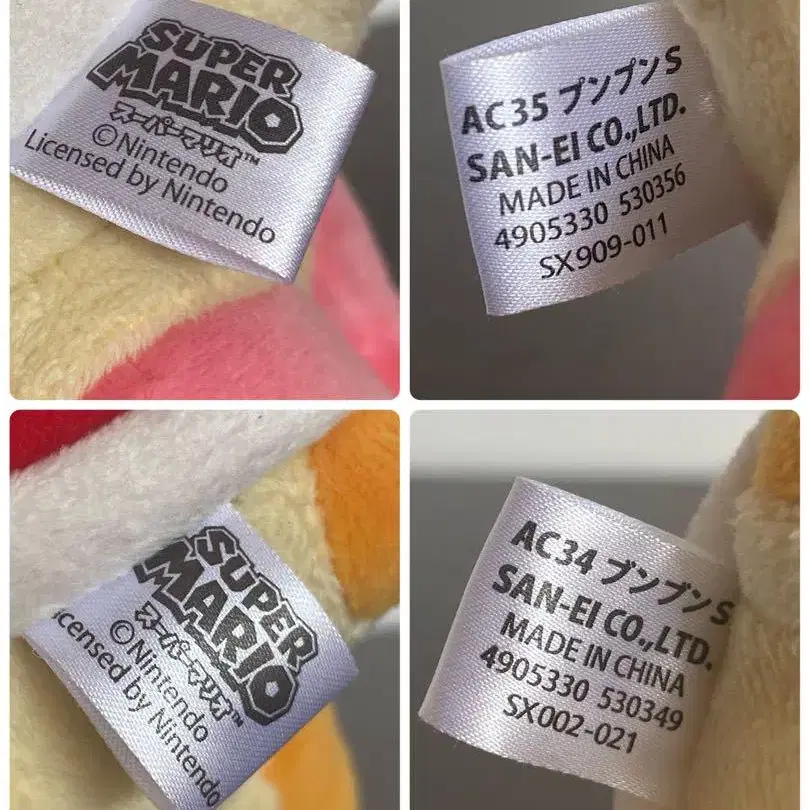 SUPER
MARIO
スーパーマリオ™
©Nintendo
Licensed by Nintendo
AC35 プンプン S
SAN-EI CO.,LTD.
MADE IN CHINA
4905330 530356
SX909-011
SUPER
MARIO
スーパーマリオ™
©Nintendo
icensed by Nintendo
AC34 ブンブン S
SAN-EI CO.,LTD.
MADE IN CHINA
4905330 530349
SX002-021